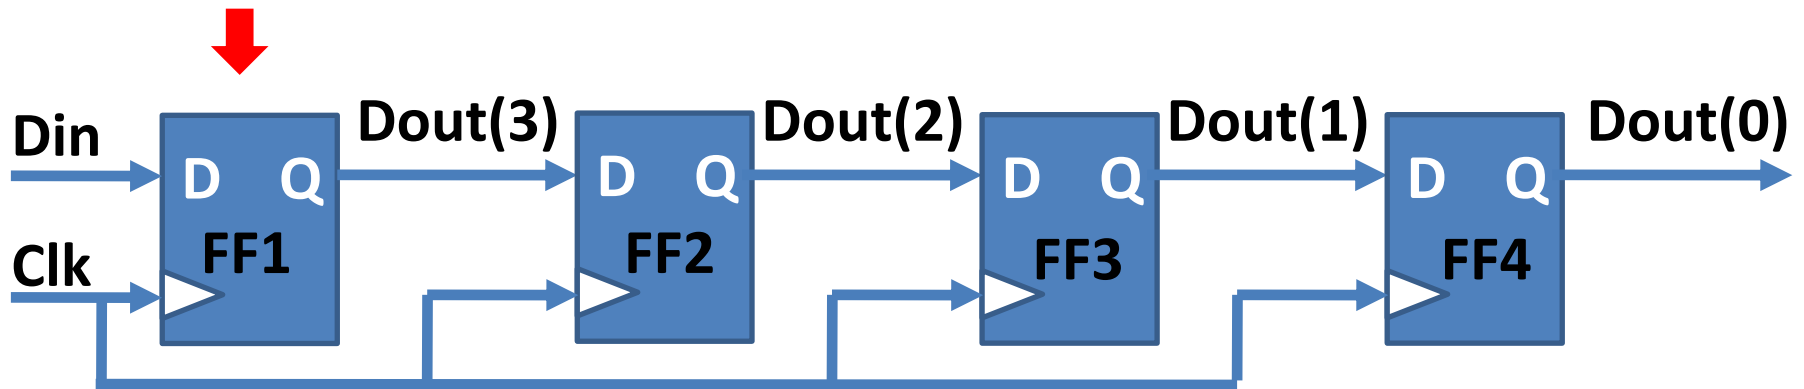 Din
D Q
FF1
Clk
Dout(3)
D Q
FF2
Dout(2)
D Q
FF3
Dout(1)
D Q
FF4
Dout(0)